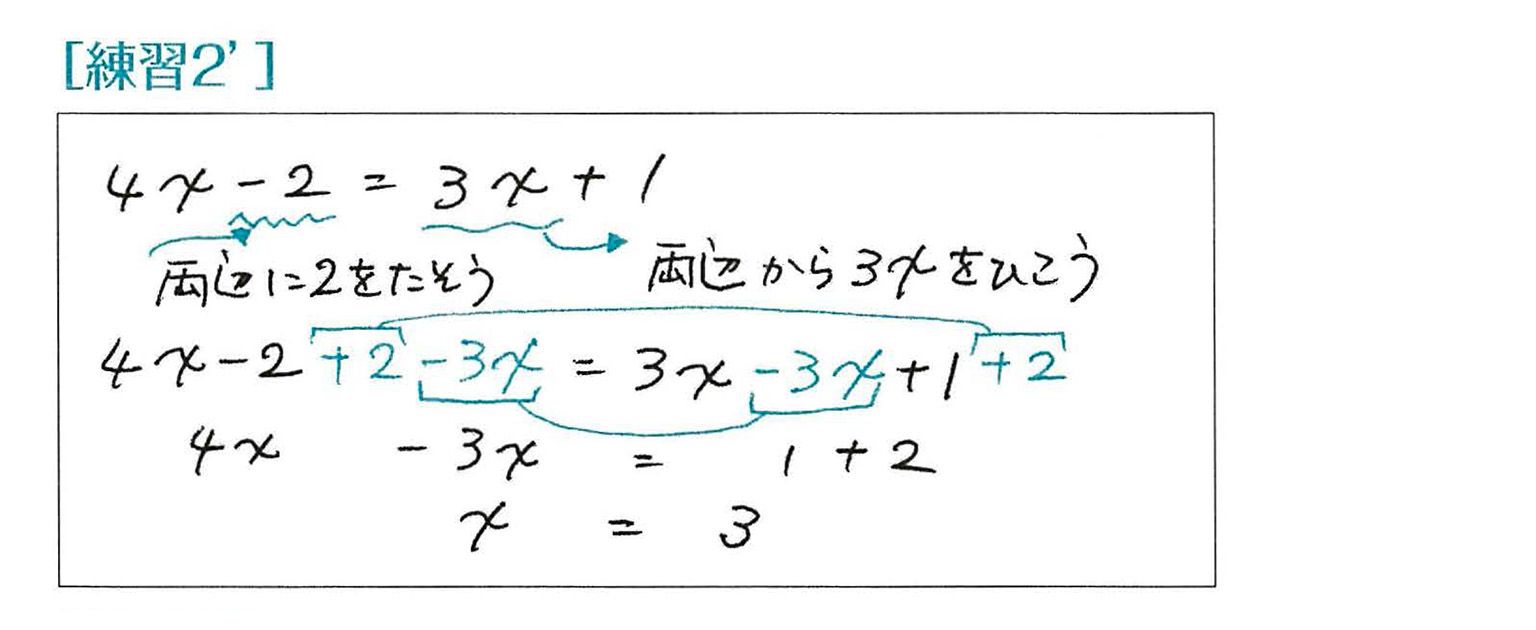 [練習2']
4x - 2 = 3x + 1
両辺に2をたそう 両辺から3xをひこう
4x - 2 + 2 - 3x = 3x - 3x + 1 + 2
4x - 3x = 1 + 2
x = 3